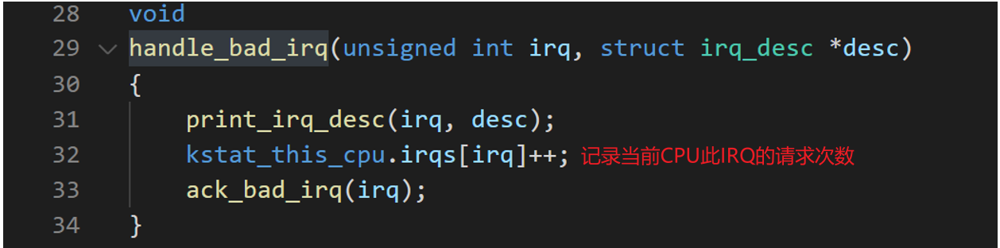 28 void
29 handle_bad_irq(unsigned int irq, struct irq_desc *desc)
30 {
31 print_irq_desc(irq, desc);
32 kstat_this_cpu.irqs[irq]++; 记录当前CPU此IRQ的请求次数
33 ack_bad_irq(irq);
34 }